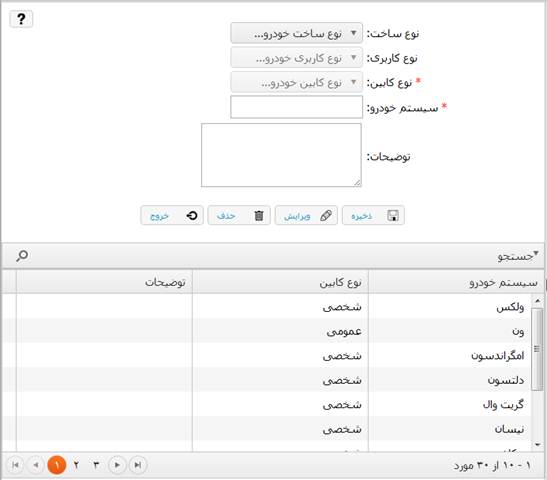 ?
نوع ساخت: نوع ساخت خودرو...
نوع کاربری: نوع کاربری خودرو...
* نوع کابین: نوع کابین خودرو...
* سیستم خودرو:
توضیحات:
ذخیره ویرایش حذف خروج
جستجو
سیستم خودرو نوع کابین توضیحات
ولکس شخصی
ون عمومی
امگراندسون شخصی
دلتسون شخصی
گریت وال شخصی
نیسان شخصی
۱ - ۱۰ از ۳۰ مورد ۳ ۲ ۱